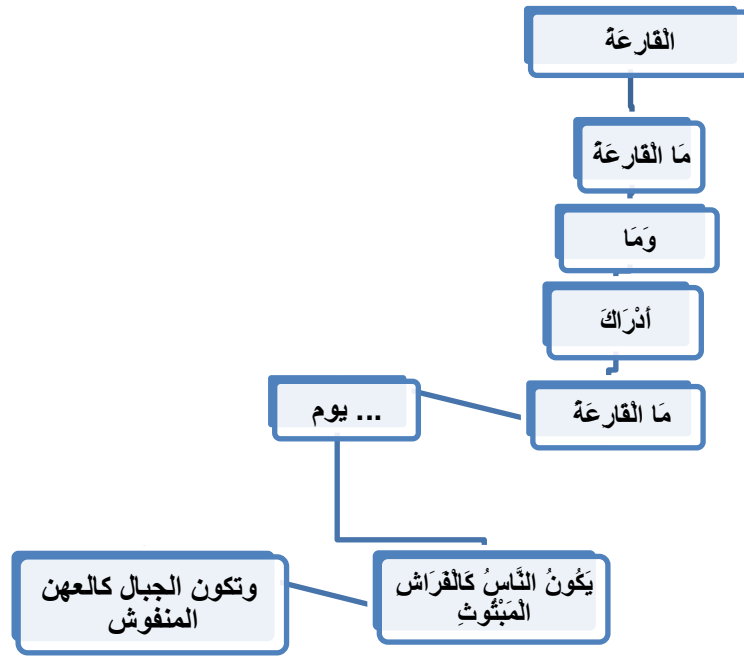 الْقَارِعَةُ
مَا الْقَارِعَةُ
وَمَا
أَدْرَاكَ
مَا الْقَارِعَةُ
... يوم
يَكُونُ النَّاسُ كَالْفَرَاشِ
الْمَبْثُوثِ
وتكون الجبال كالعهن
المنفوش